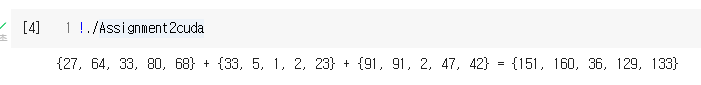 [4] 1 !./Assignment2cuda
{27, 64, 33, 80, 68} + {33, 5, 1, 2, 23} + {91, 91, 2, 47, 42} = {151, 160, 36, 129, 133}